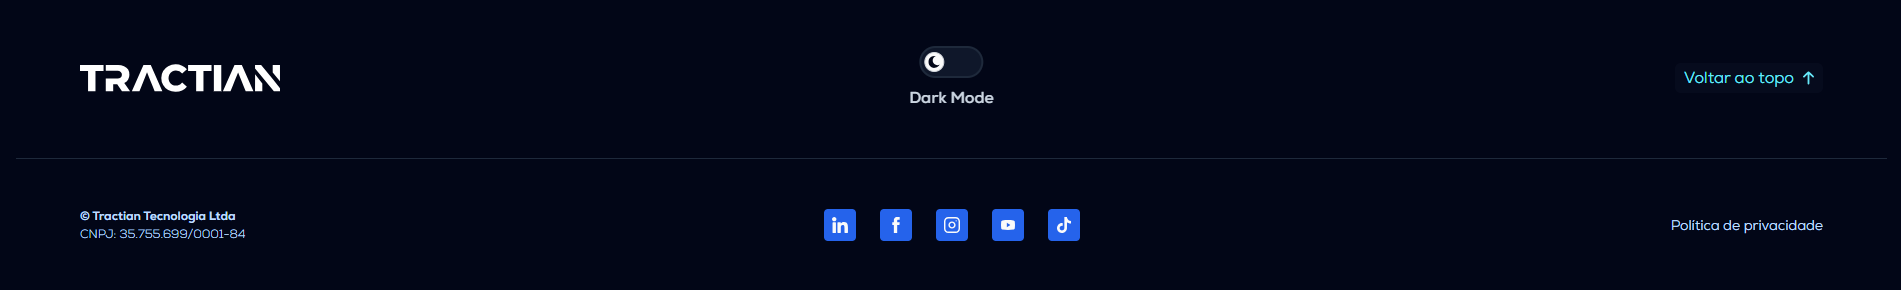 TRACTIAN
Dark Mode
Voltar ao topo ↑
© Tractian Tecnologia Ltda
CNPJ: 35.755.699/0001-84
Política de privacidade